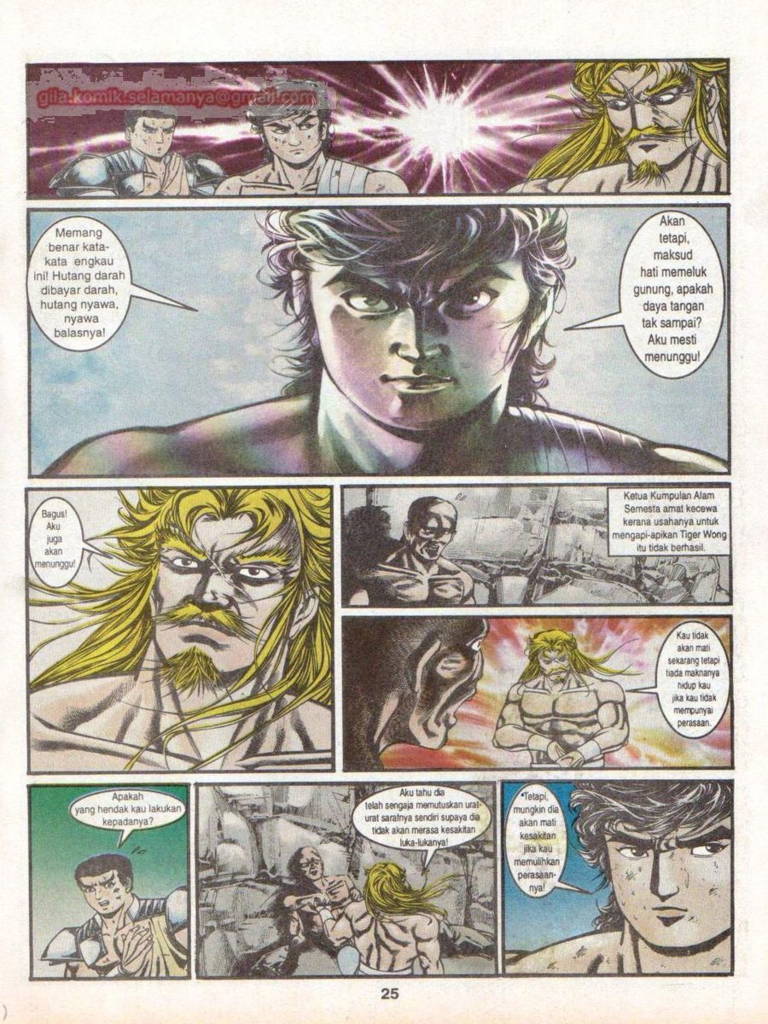 gila.komik.selamanya@gmail.com
Memang
benar kata-
kata engkau
ini! Hutang darah
dibayar darah,
hutang nyawa,
nyawa
balasnya!
Akan
tetapi,
maksud
hati memeluk
gunung, apakah
daya tangan
tak sampai?
Aku mesti
menunggu!
Bagus!
Aku
juga
akan
menunggu!
Ketua Kumpulan Alam
Semesta amat kecewa
kerana usahanya untuk
mengapi-apikan Tiger Wong
itu tidak berhasil.
Kau tidak
akan mati
sekarang tetapi
tiada maknanya
hidup kau
jika kau tidak
mempunyai
perasaan.
Apakah
yang hendak kau lakukan
kepadanya?
Aku tahu dia
telah sengaja memutuskan urat-
urat sarafnya sendiri supaya dia
tidak akan merasa kesakitan
luka-lukanya!
"Tetapi,
mungkin dia
akan mati
kesakitan
jika kau
memulihkan
perasaan-
nya!
25